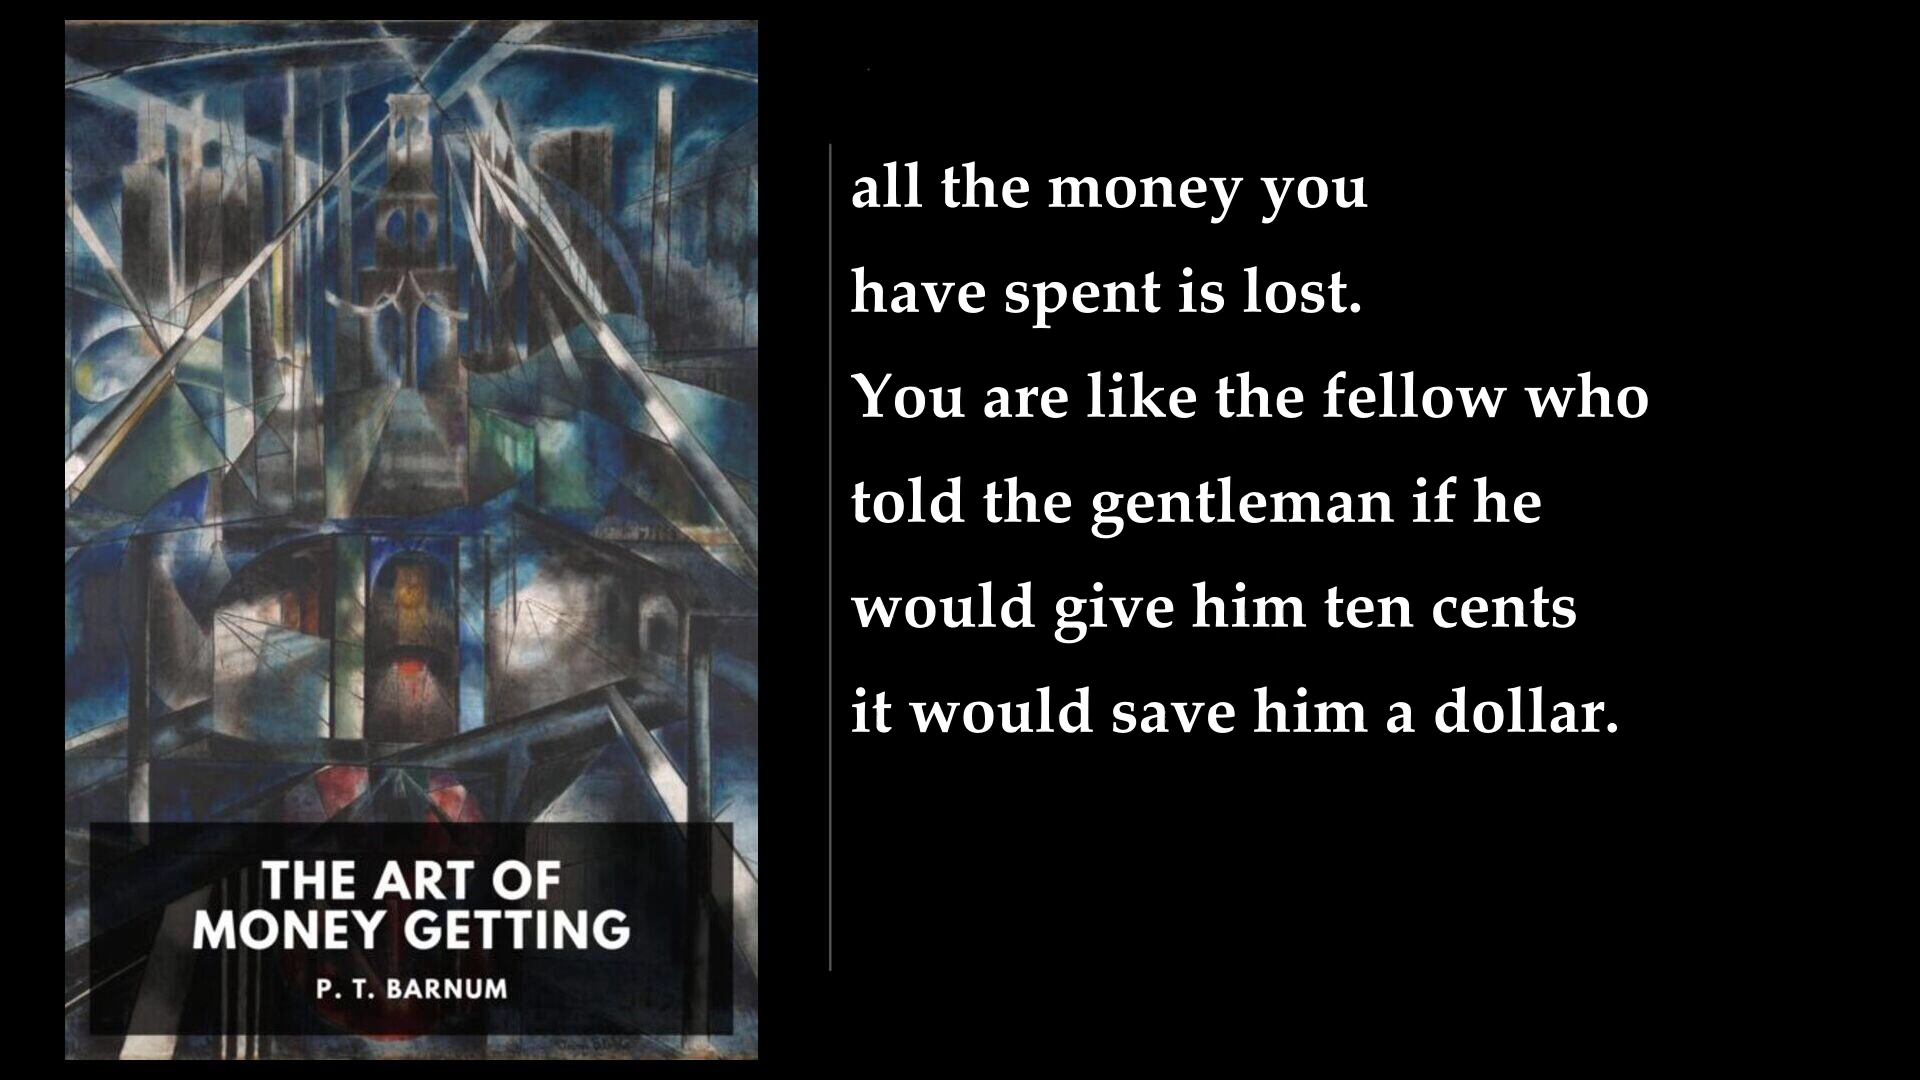 all the money you
have spent is lost.
You are like the fellow who
told the gentleman if he
would give him ten cents
it would save him a dollar.
THE ART OF
MONEY GETTING
P. T. BARNUM